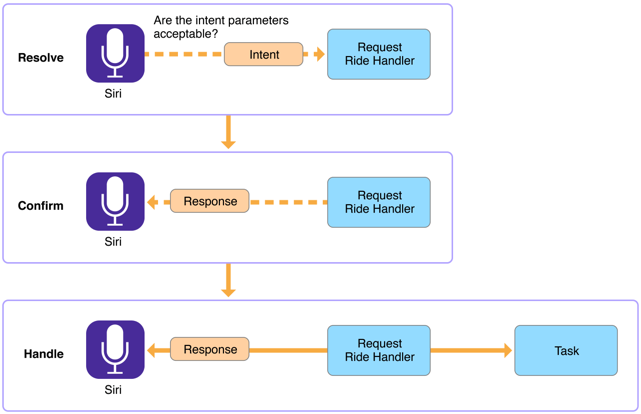 Are the intent parameters
acceptable?
Resolve
Intent
Request
Ride Handler
Siri
Confirm
Response
Request
Ride Handler
Siri
Handle
Response
Request
Ride Handler
Task
Siri